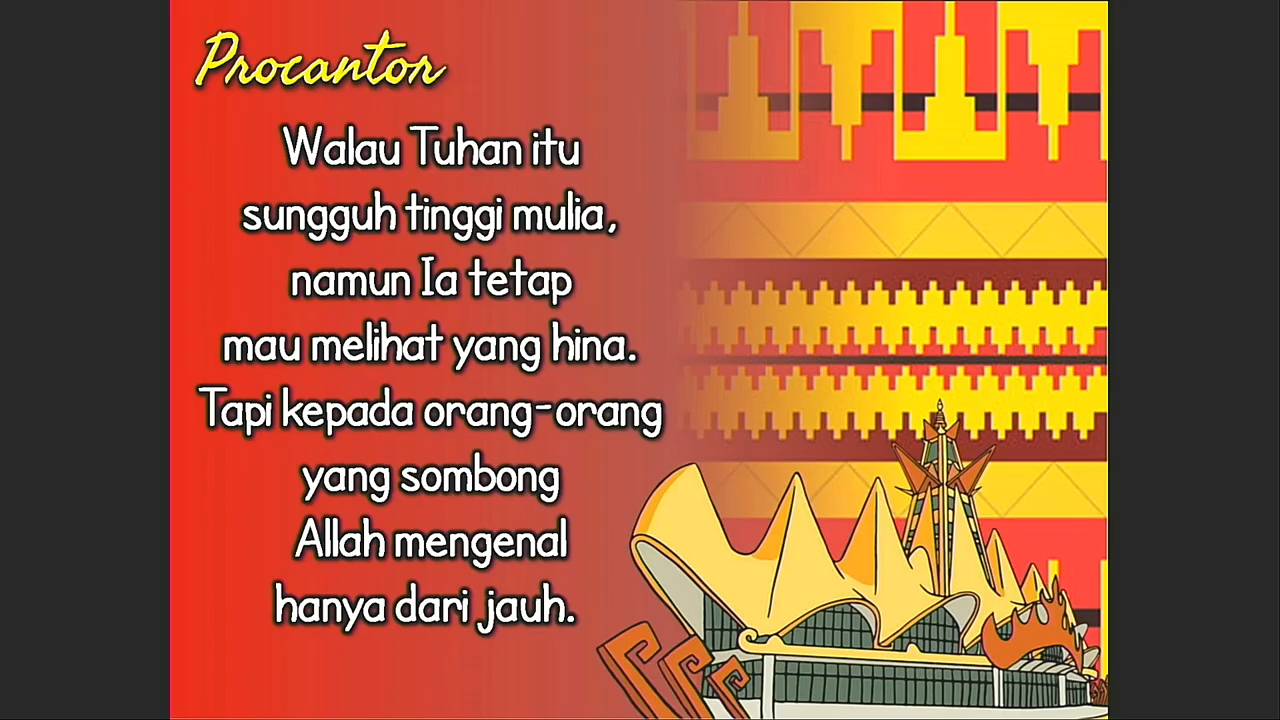 Procantor
Walau Tuhan itu
sungguh tinggi mulia,
namun Ia tetap
mau melihat yang hina.
Tapi kepada orang-orang
yang sombong
Allah mengenal
hanya dari jauh.